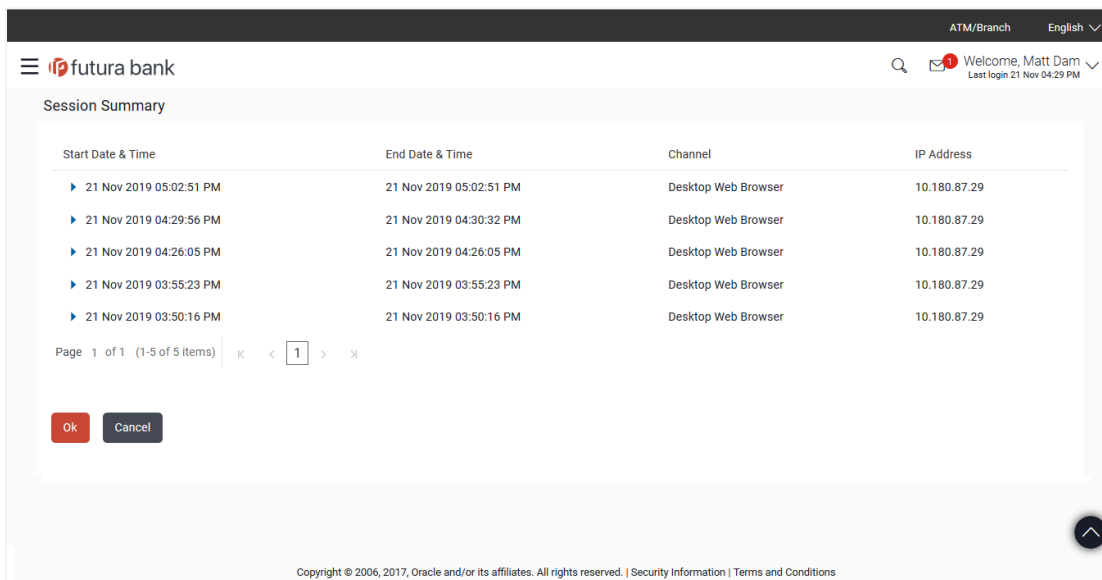 ATM/Branch English
futura bank
1
Welcome, Matt Dam
Last login 21 Nov 04:29 PM
Session Summary
Start Date & Time End Date & Time Channel IP Address
21 Nov 2019 05:02:51 PM 21 Nov 2019 05:02:51 PM Desktop Web Browser 10.180.87.29
21 Nov 2019 04:29:56 PM 21 Nov 2019 04:30:32 PM Desktop Web Browser 10.180.87.29
21 Nov 2019 04:26:05 PM 21 Nov 2019 04:26:05 PM Desktop Web Browser 10.180.87.29
21 Nov 2019 03:55:23 PM 21 Nov 2019 03:55:23 PM Desktop Web Browser 10.180.87.29
21 Nov 2019 03:50:16 PM 21 Nov 2019 03:50:16 PM Desktop Web Browser 10.180.87.29
Page 1 of 1 (1-5 of 5 items) 1
Ok Cancel
Copyright © 2006, 2017, Oracle and/or its affiliates. All rights reserved. | Security Information | Terms and Conditions